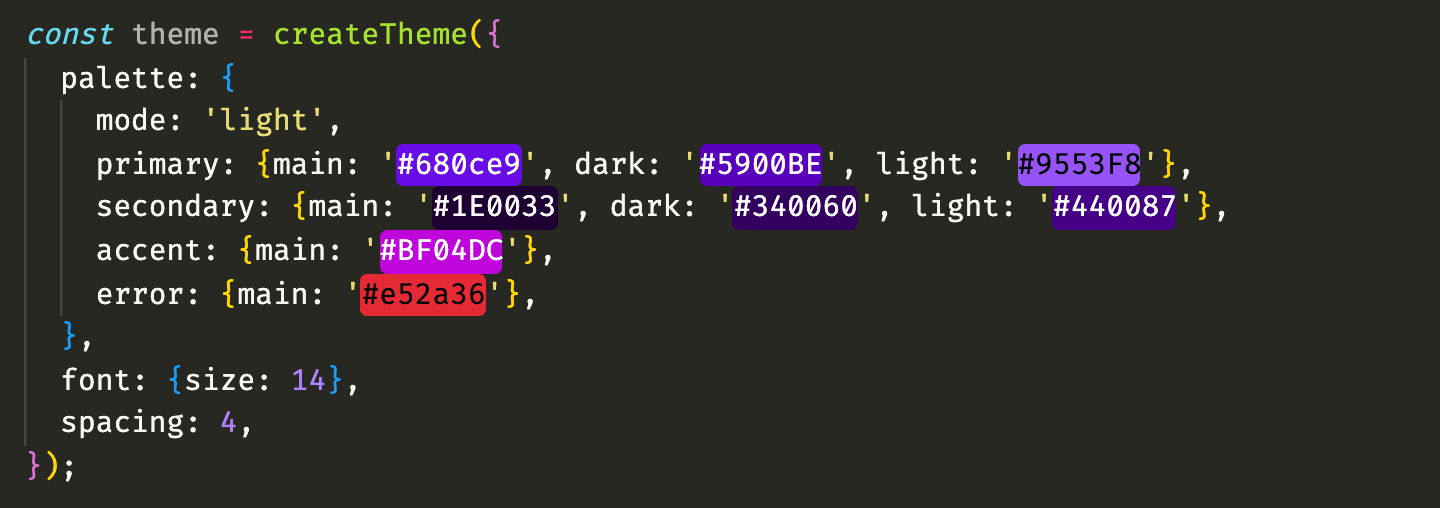 const theme = createTheme({
  palette: {
    mode: 'light',
    primary: {main: '#680ce9', dark: '#5900BE', light: '#9553F8'},
    secondary: {main: '#1E0033', dark: '#340060', light: '#440087'},
    accent: {main: '#BF04DC'},
    error: {main: '#e52a36'},
  },
  font: {size: 14},
  spacing: 4,
});